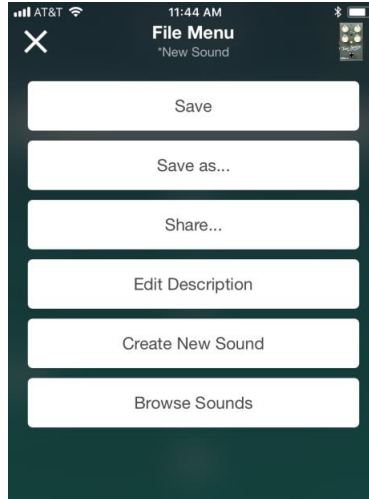 AT&T 11:44 AM
File Menu
*New Sound
Save
Save as...
Share...
Edit Description
Create New Sound
Browse Sounds